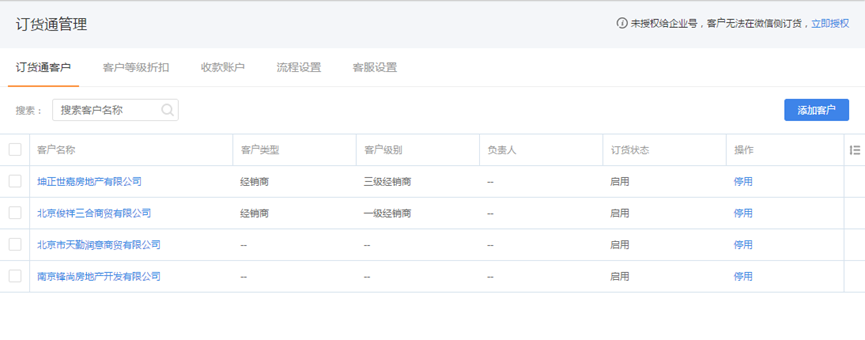 订货通管理
未授权给企业号，客户无法在微信侧订货，立即授权
订货通客户 客户等级折扣 收款账户 流程设置 客服设置
搜索： 搜索客户名称 添加客户
客户名称 客户类型 客户级别 负责人 订货状态 操作
坤正世嘉房地产有限公司 经销商 三级经销商 -- 启用 停用
北京俊祥三合商贸有限公司 经销商 一级经销商 -- 启用 停用
北京市天勤润意商贸有限公司 -- -- -- 启用 停用
南京锋尚房地产开发有限公司 -- -- -- 启用 停用